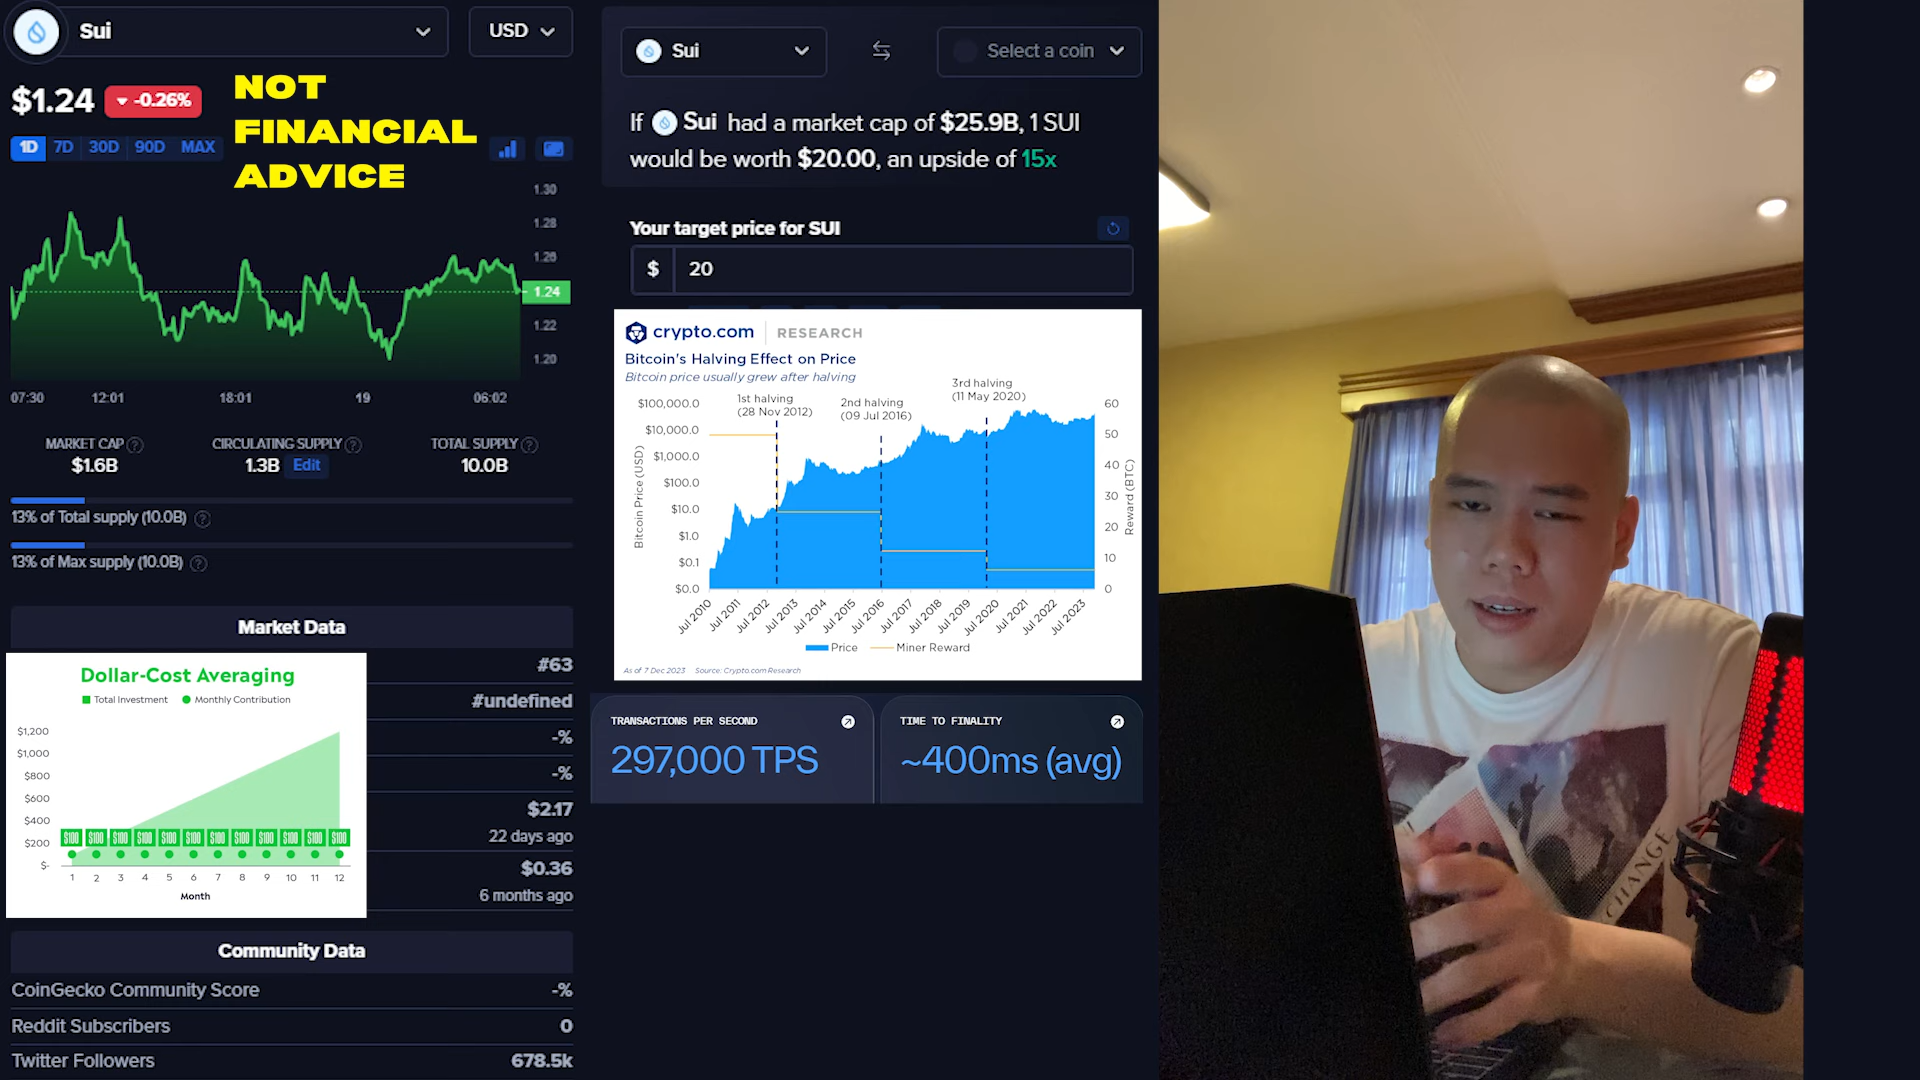 Sui
USD
$1.24
-0.26%
NOT
FINANCIAL
ADVICE
1D 7D 30D 90D MAX
1.30
1.28
1.26
1.24
1.22
1.20
07:30 12:01 18:01 19 06:02
MARKET CAP ?
$1.6B
CIRCULATING SUPPLY ?
1.3B Edit
TOTAL SUPPLY ?
10.0B
13% of Total supply (10.0B) ?
13% of Max supply (10.0B) ?
Market Data
#63
#undefined
-%
-%
$2.17
22 days ago
$0.36
6 months ago
Dollar-Cost Averaging
Total Investment Monthly Contribution
$1,200
$1,000
$800
$600
$400
$200
$-
$100 $100 $100 $100 $100 $100 $100 $100 $100 $100 $100 $100
1 2 3 4 5 6 7 8 9 10 11 12
Month
Community Data
CoinGecko Community Score -%
Reddit Subscribers 0
Twitter Followers 678.5k
Sui
Select a coin
If Sui had a market cap of $25.9B, 1 SUI
would be worth $20.00, an upside of 15x
Your target price for SUI
$ 20
crypto.com RESEARCH
Bitcoin's Halving Effect on Price
Bitcoin price usually grew after halving
1st halving
(28 Nov 2012)
2nd halving
(09 Jul 2016)
3rd halving
(11 May 2020)
Bitcoin Price (USD)
$100,000.0
$10,000.0
$1,000.0
$100.0
$10.0
$1.0
$0.1
$0.0
60
50
40
30
20
10
0
Reward (BTC)
Jul 2010 Jul 2011 Jul 2012 Jul 2013 Jul 2014 Jul 2015 Jul 2016 Jul 2017 Jul 2018 Jul 2019 Jul 2020 Jul 2021 Jul 2022 Jul 2023
Price Miner Reward
As of 7 Dec 2023 Source: Crypto.com Research
TRANSACTIONS PER SECOND
297,000 TPS
TIME TO FINALITY
~400ms (avg)
CHANGE